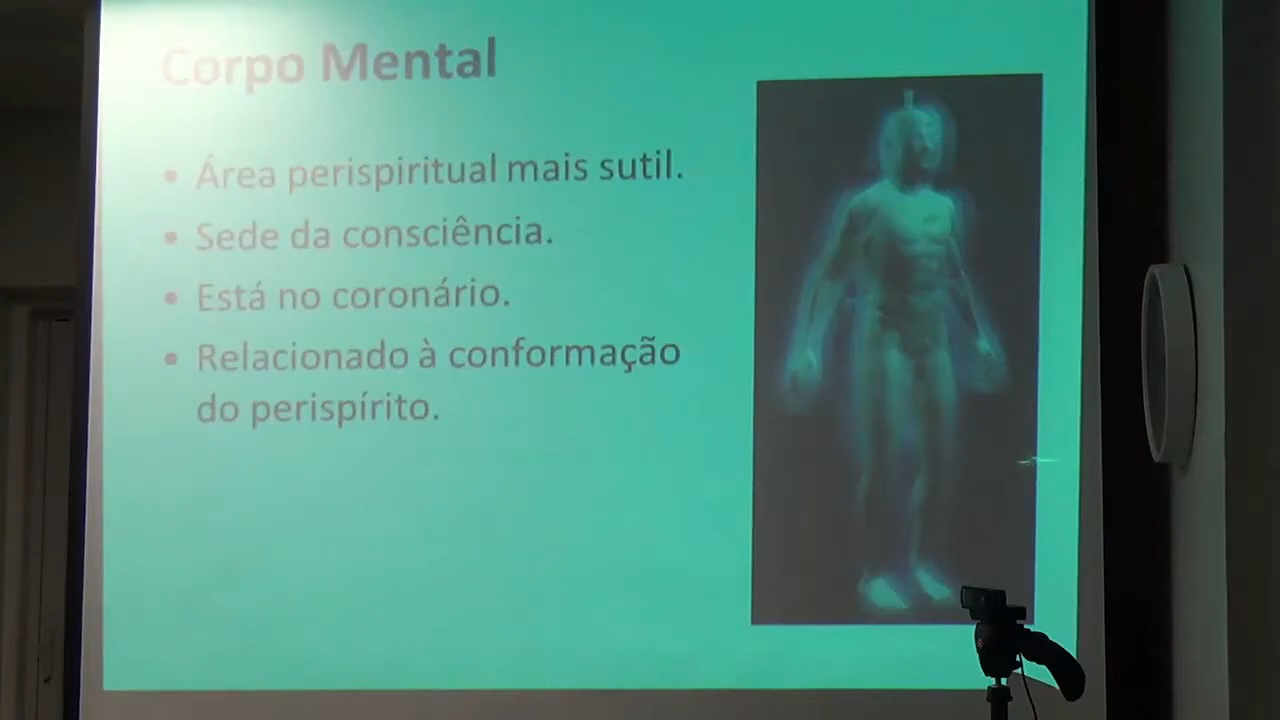 Corpo Mental
• Área perispiritual mais sutil.
• Sede da consciência.
• Está no coronário.
• Relacionado à conformação
do perispírito.